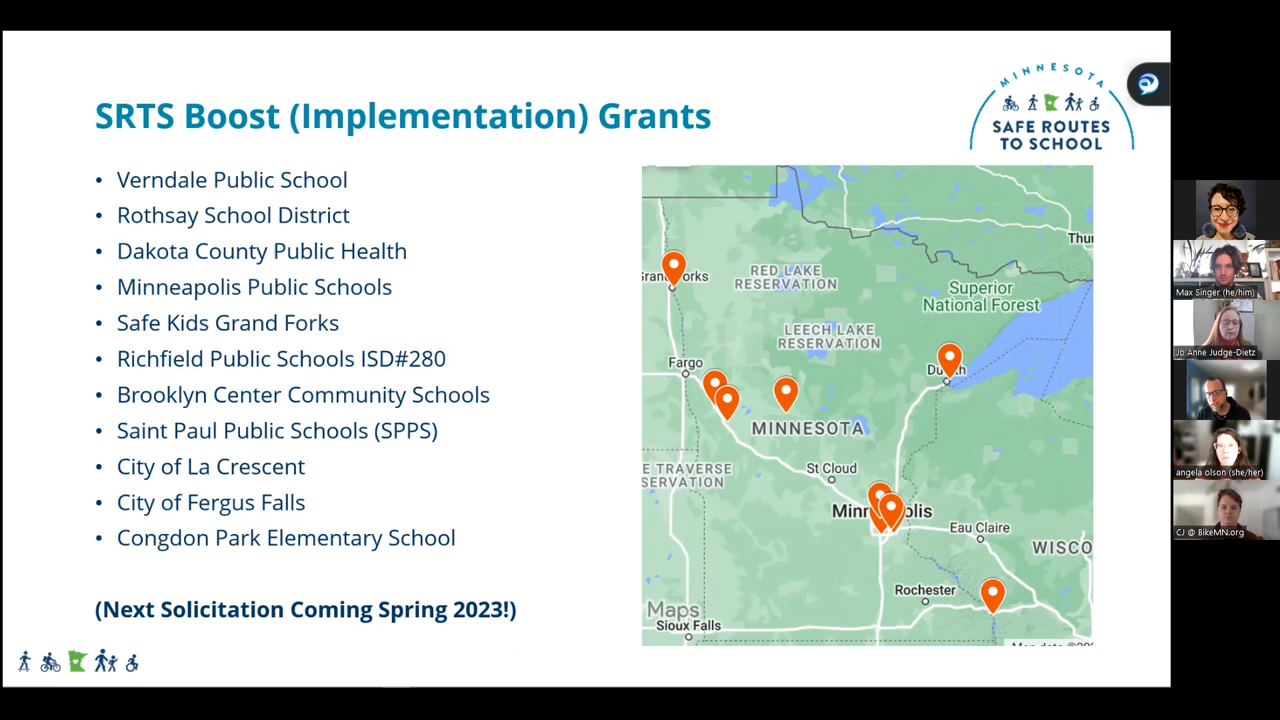 MINNESOTA
SAFE ROUTES
TO SCHOOL
SRTS Boost (Implementation) Grants
• Verndale Public School
• Rothsay School District
• Dakota County Public Health
• Minneapolis Public Schools
• Safe Kids Grand Forks
• Richfield Public Schools ISD#280
• Brooklyn Center Community Schools
• Saint Paul Public Schools (SPPS)
• City of La Crescent
• City of Fergus Falls
• Congdon Park Elementary School
(Next Solicitation Coming Spring 2023!)
Thu
RED LAKE
RESERVATION
Superior
National Forest
LEECH LAKE
RESERVATION
Fargo
MINNESOTA
E TRAVERSE
SERVATION
St Cloud
Eau Claire
WISCO
Rochester
Maps
Sioux Falls
Max Singer (he/him)
Jo Anne Judge-Dietz
angela olson (she/her)
CJ @ BikeMN.org